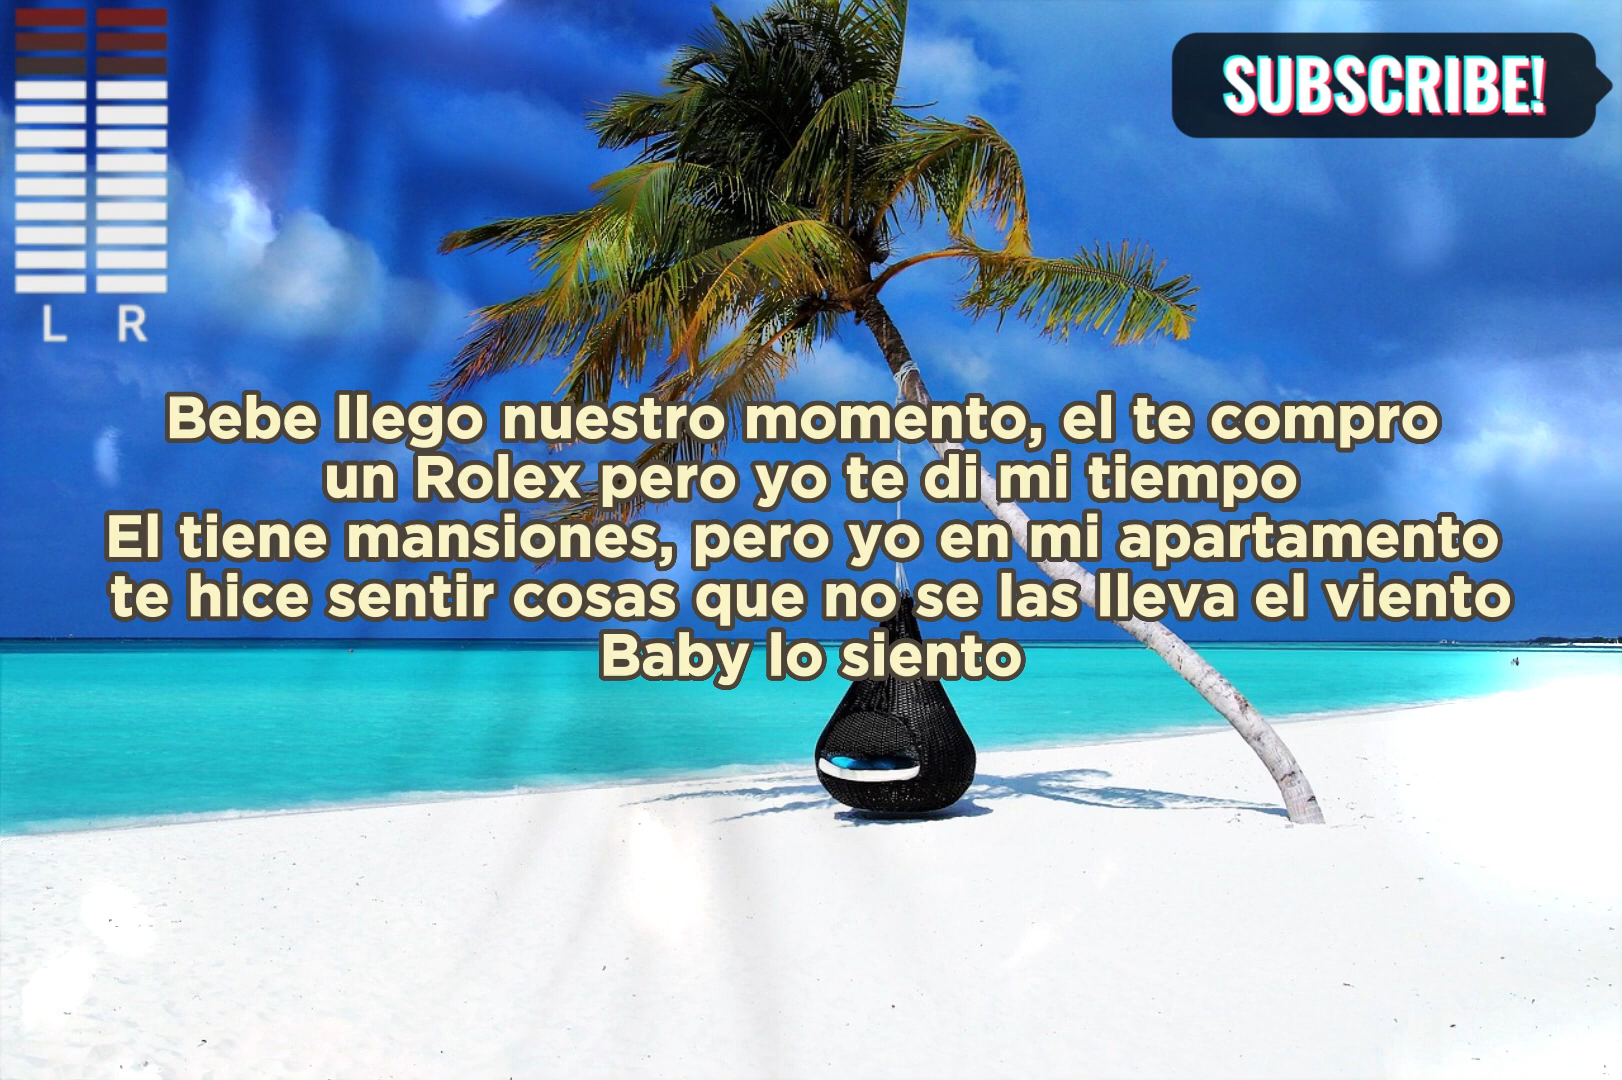 SUBSCRIBE!
L R
Bebe llego nuestro momento, el te compro
un Rolex pero yo te di mi tiempo
El tiene mansiones, pero yo en mi apartamento
te hice sentir cosas que no se las lleva el viento
Baby lo siento